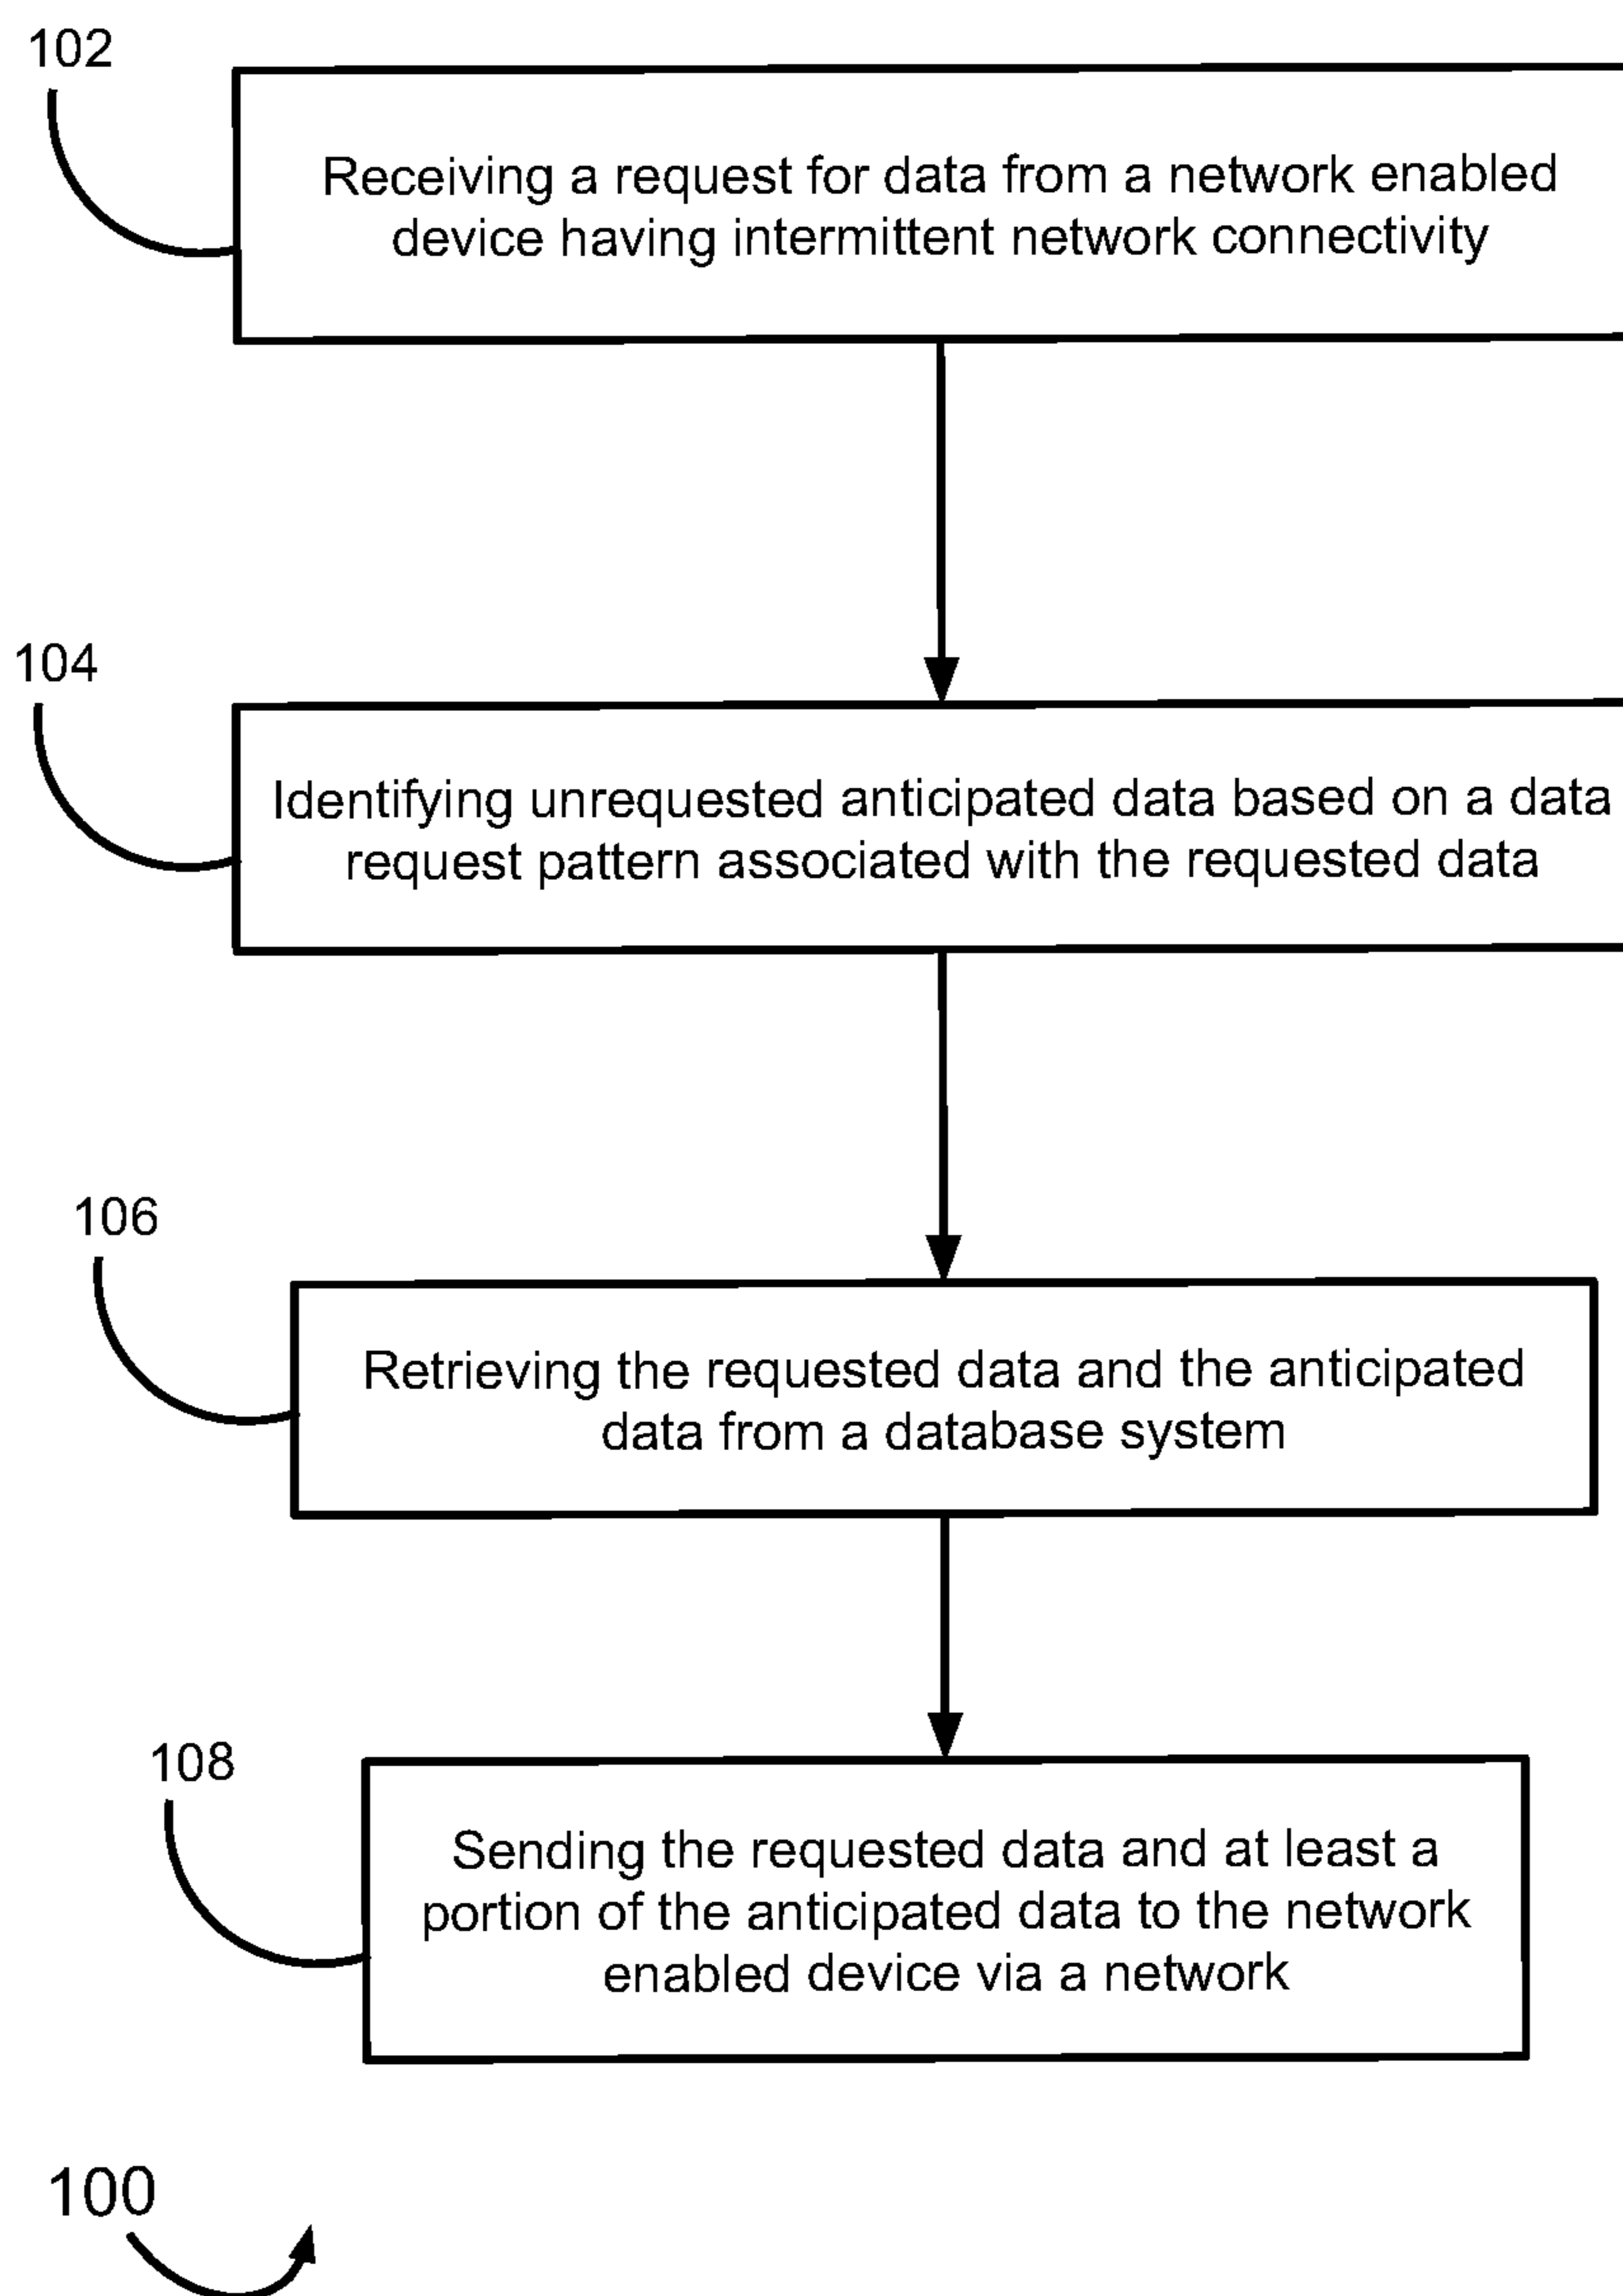 102
Receiving a request for data from a network enabled
device having intermittent network connectivity
104
Identifying unrequested anticipated data based on a data
request pattern associated with the requested data
106
Retrieving the requested data and the anticipated
data from a database system
108
Sending the requested data and at least a
portion of the anticipated data to the network
enabled device via a network
100